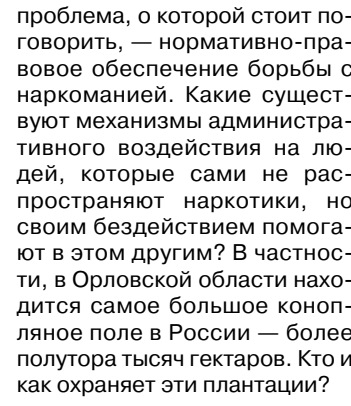 проблема, о которой стоит по-
говорить, — нормативно-пра-
вовое обеспечение борьбы с
наркоманией. Какие сущест-
вуют механизмы администра-
тивного воздействия на лю-
дей, которые сами не рас-
пространяют наркотики, но
своим бездействием помога-
ют в этом другим? В частнос-
ти, в Орловской области нахо-
дится самое большое коноп-
ляное поле в России — более
полутора тысяч гектаров. Кто и
как охраняет эти плантации?